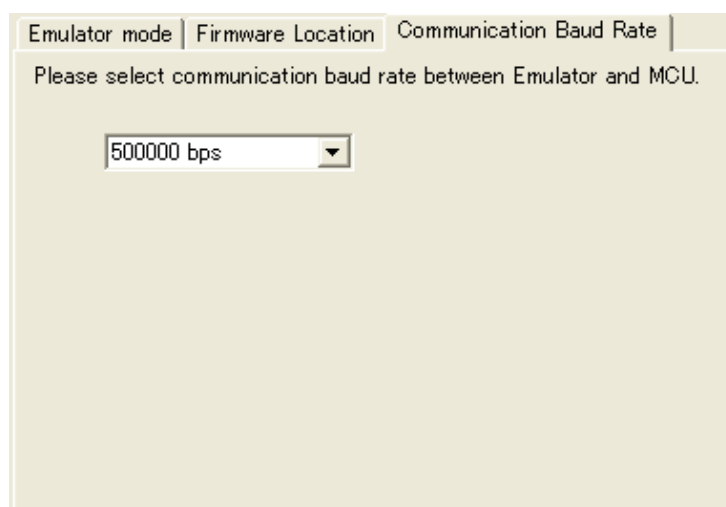 Emulator mode Firmware Location Communication Baud Rate
Please select communication baud rate between Emulator and MCU.
500000 bps